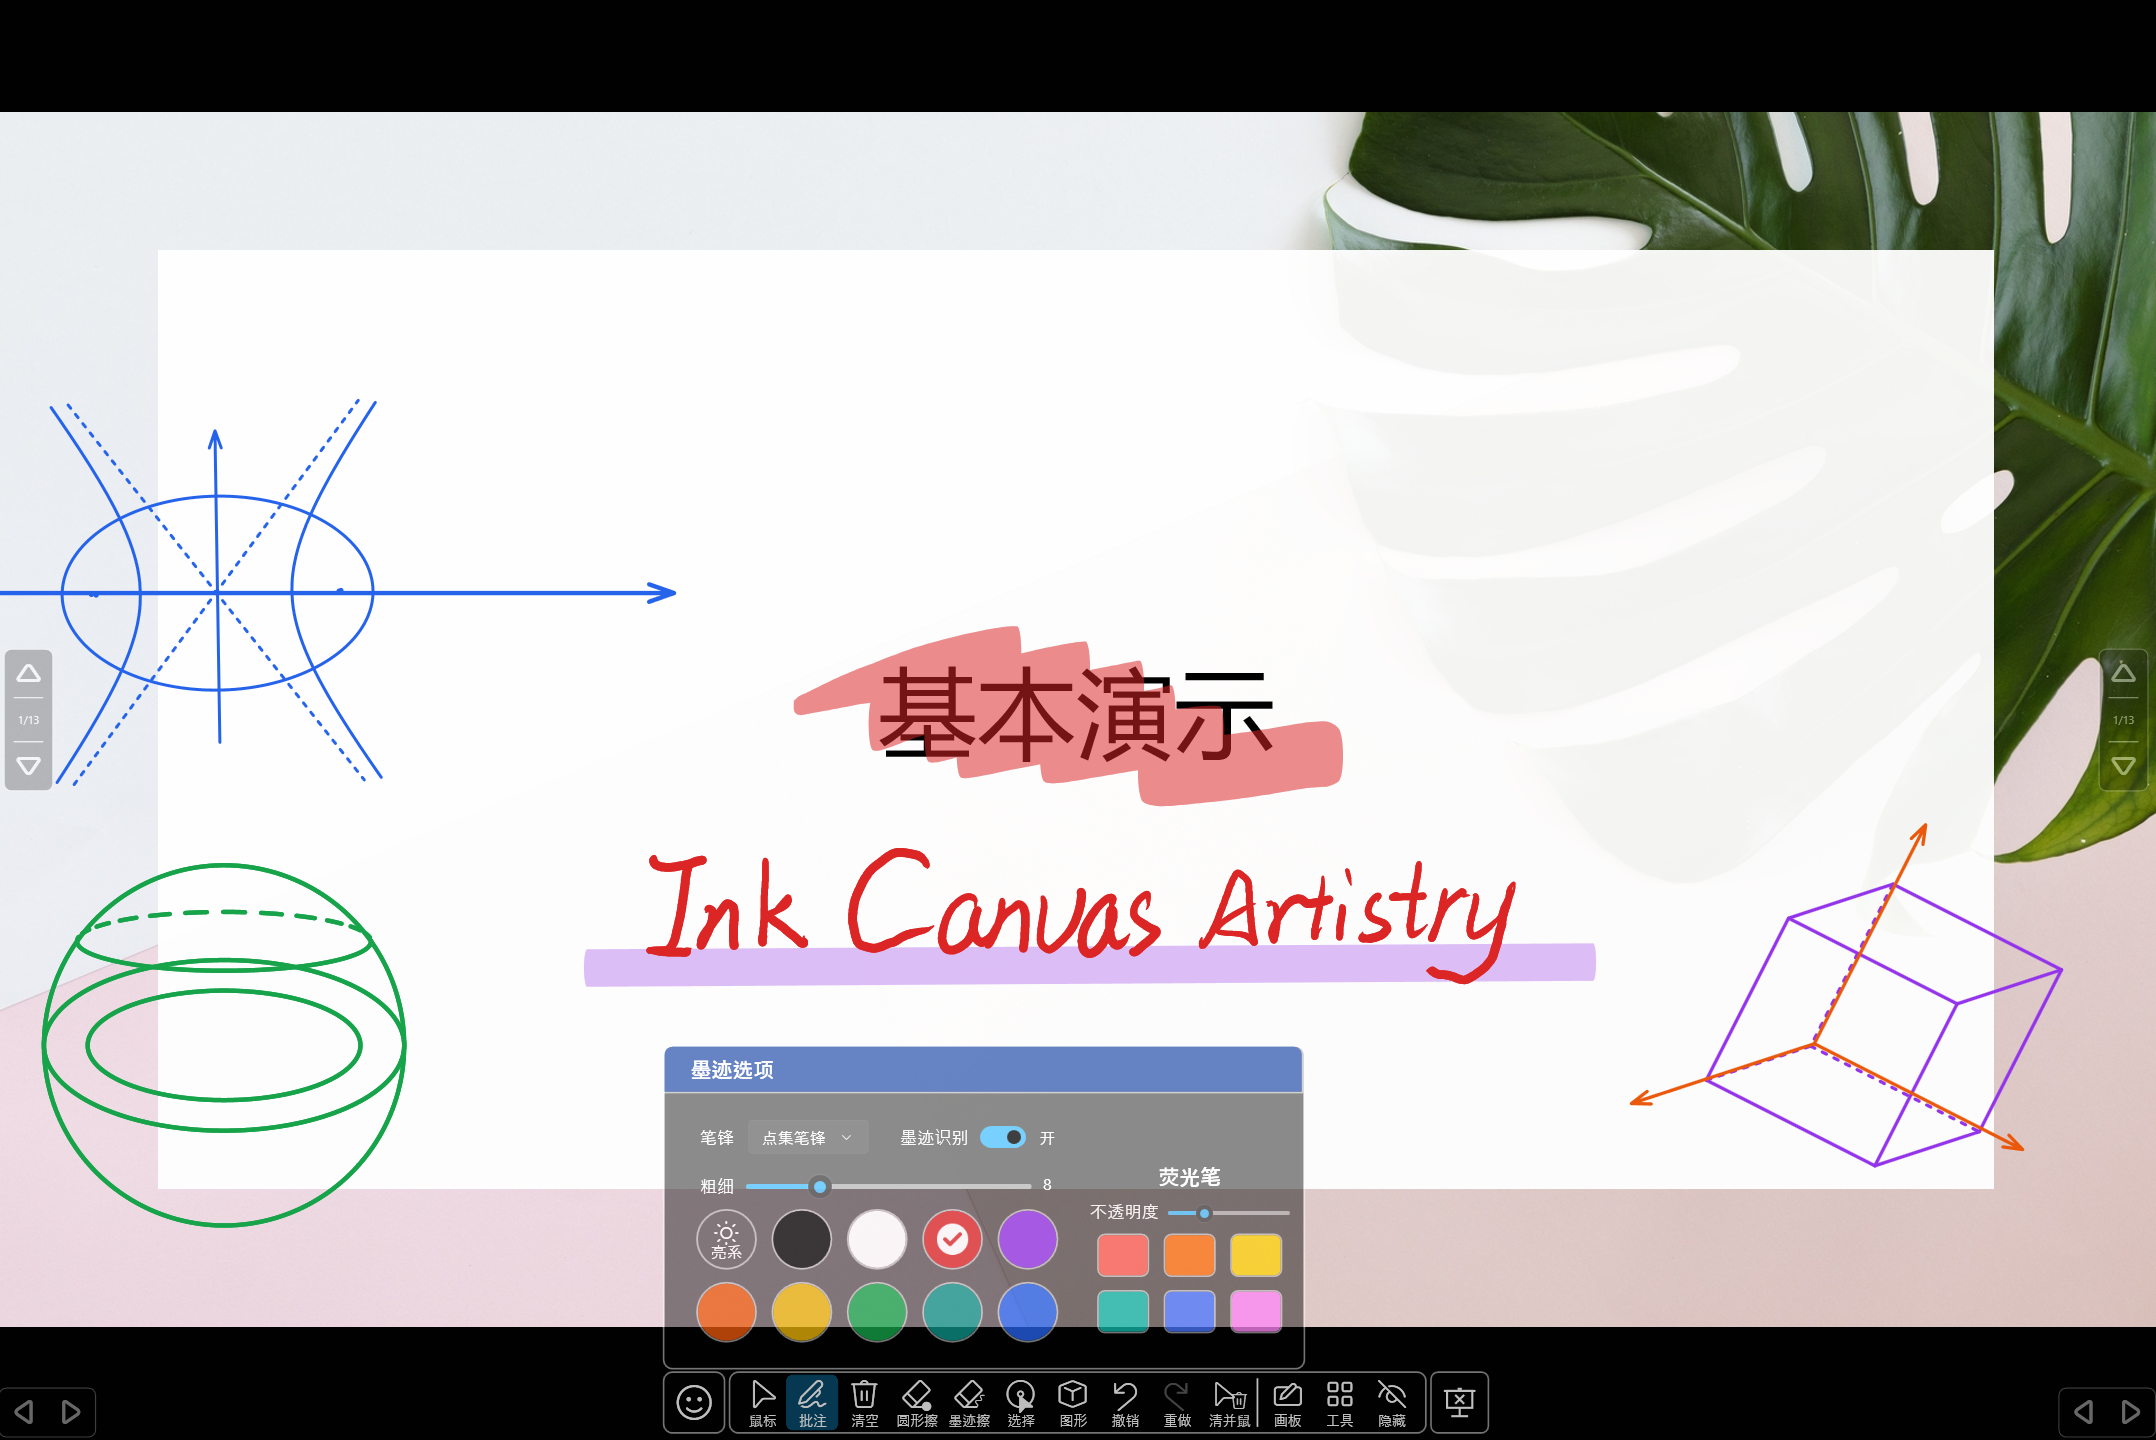 基本演示
Ink Canvas Artistry
1/13
1/13
墨迹选项
笔锋 点集笔锋 墨迹识别 开
粗细 8
荧光笔
不透明度
亮系
鼠标 批注 清空 圆形擦 墨迹擦 选择 图形 撤销 重做 清并鼠 画板 工具 隐藏